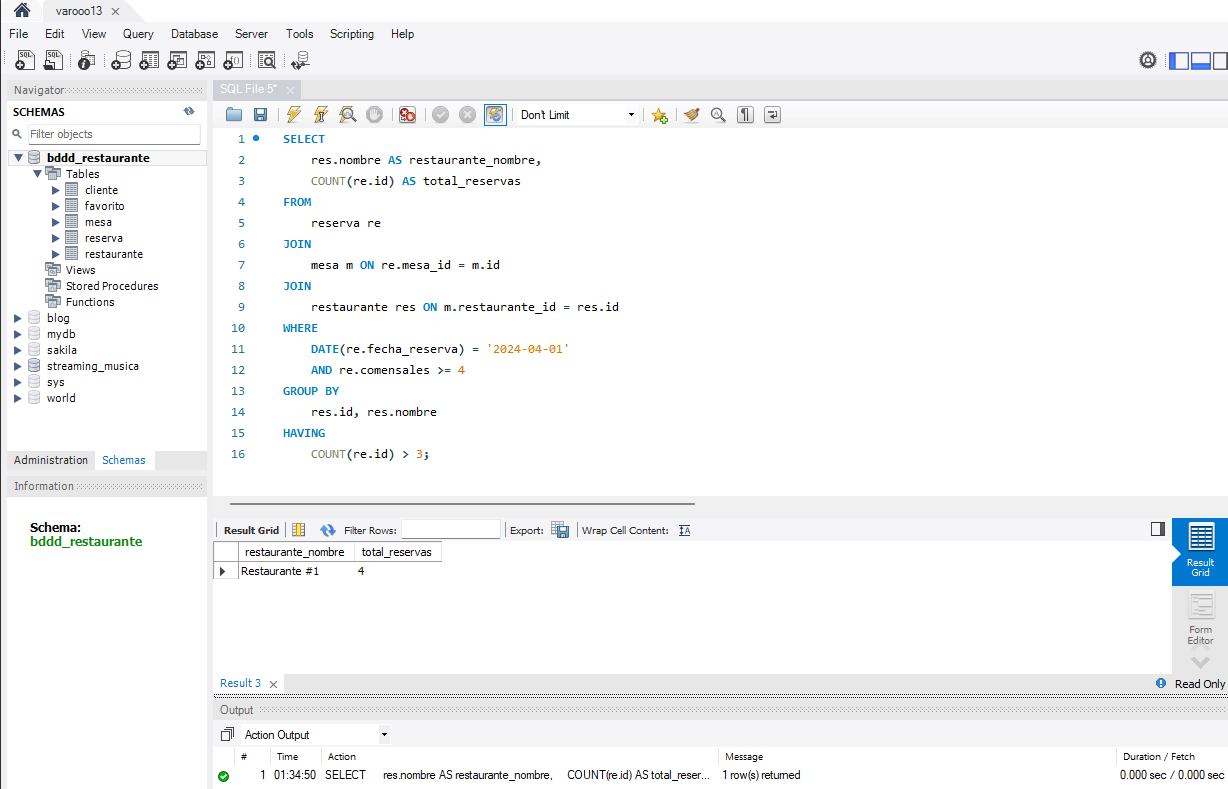 varooo13
File Edit View Query Database Server Tools Scripting Help
Navigator
SCHEMAS
Filter objects
bddd_restaurante
Tables
cliente
favorito
mesa
reserva
restaurante
Views
Stored Procedures
Functions
blog
mydb
sakila
streaming_musica
sys
world
Administration Schemas
Information
Schema:
bddd_restaurante
SQL File 5*
Don't Limit
1 SELECT
2 res.nombre AS restaurante_nombre,
3 COUNT(re.id) AS total_reservas
4 FROM
5 reserva re
6 JOIN
7 mesa m ON re.mesa_id = m.id
8 JOIN
9 restaurante res ON m.restaurante_id = res.id
10 WHERE
11 DATE(re.fecha_reserva) = '2024-04-01'
12 AND re.comensales >= 4
13 GROUP BY
14 res.id, res.nombre
15 HAVING
16 COUNT(re.id) > 3;
Result Grid Filter Rows: Export: Wrap Cell Content:
restaurante_nombre total_reservas
Restaurante #1 4
Result
Grid
Form
Editor
Result 3
Read Only
Output
Action Output
# Time Action Message Duration / Fetch
1 01:34:50 SELECT res.nombre AS restaurante_nombre, COUNT(re.id) AS total_reser... 1 row(s) returned 0.000 sec / 0.000 sec